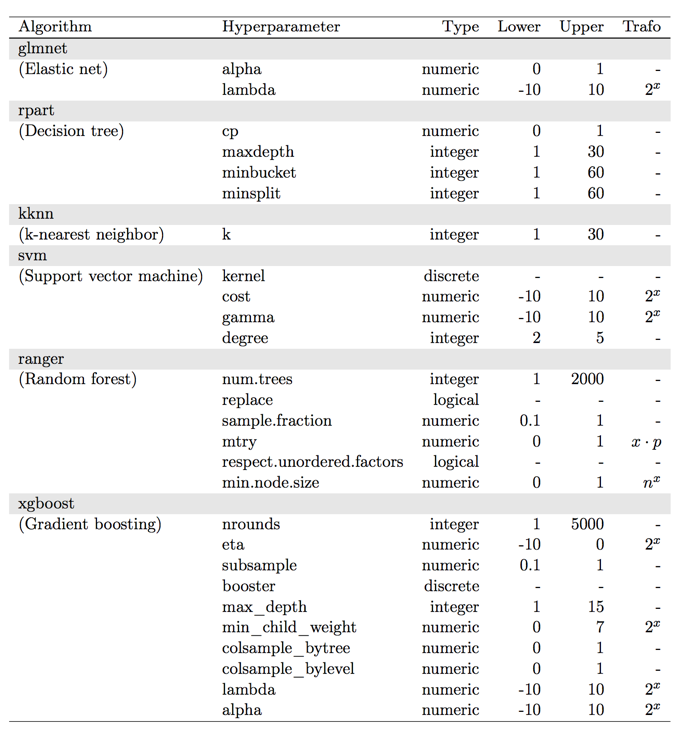 Algorithm Hyperparameter Type Lower Upper Trafo
glmnet
(Elastic net) alpha numeric 0 1 -
lambda numeric -10 10 2^x
rpart
(Decision tree) cp numeric 0 1 -
maxdepth integer 1 30 -
minbucket integer 1 60 -
minsplit integer 1 60 -
kknn
(k-nearest neighbor) k integer 1 30 -
svm
(Support vector machine) kernel discrete - - -
cost numeric -10 10 2^x
gamma numeric -10 10 2^x
degree integer 2 5 -
ranger
(Random forest) num.trees integer 1 2000 -
replace logical - - -
sample.fraction numeric 0.1 1 -
mtry numeric 0 1 x · p
respect.unordered.factors logical - - -
min.node.size numeric 0 1 n^x
xgboost
(Gradient boosting) nrounds integer 1 5000 -
eta numeric -10 0 2^x
subsample numeric 0.1 1 -
booster discrete - - -
max_depth integer 1 15 -
min_child_weight numeric 0 7 2^x
colsample_bytree numeric 0 1 -
colsample_bylevel numeric 0 1 -
lambda numeric -10 10 2^x
alpha numeric -10 10 2^x